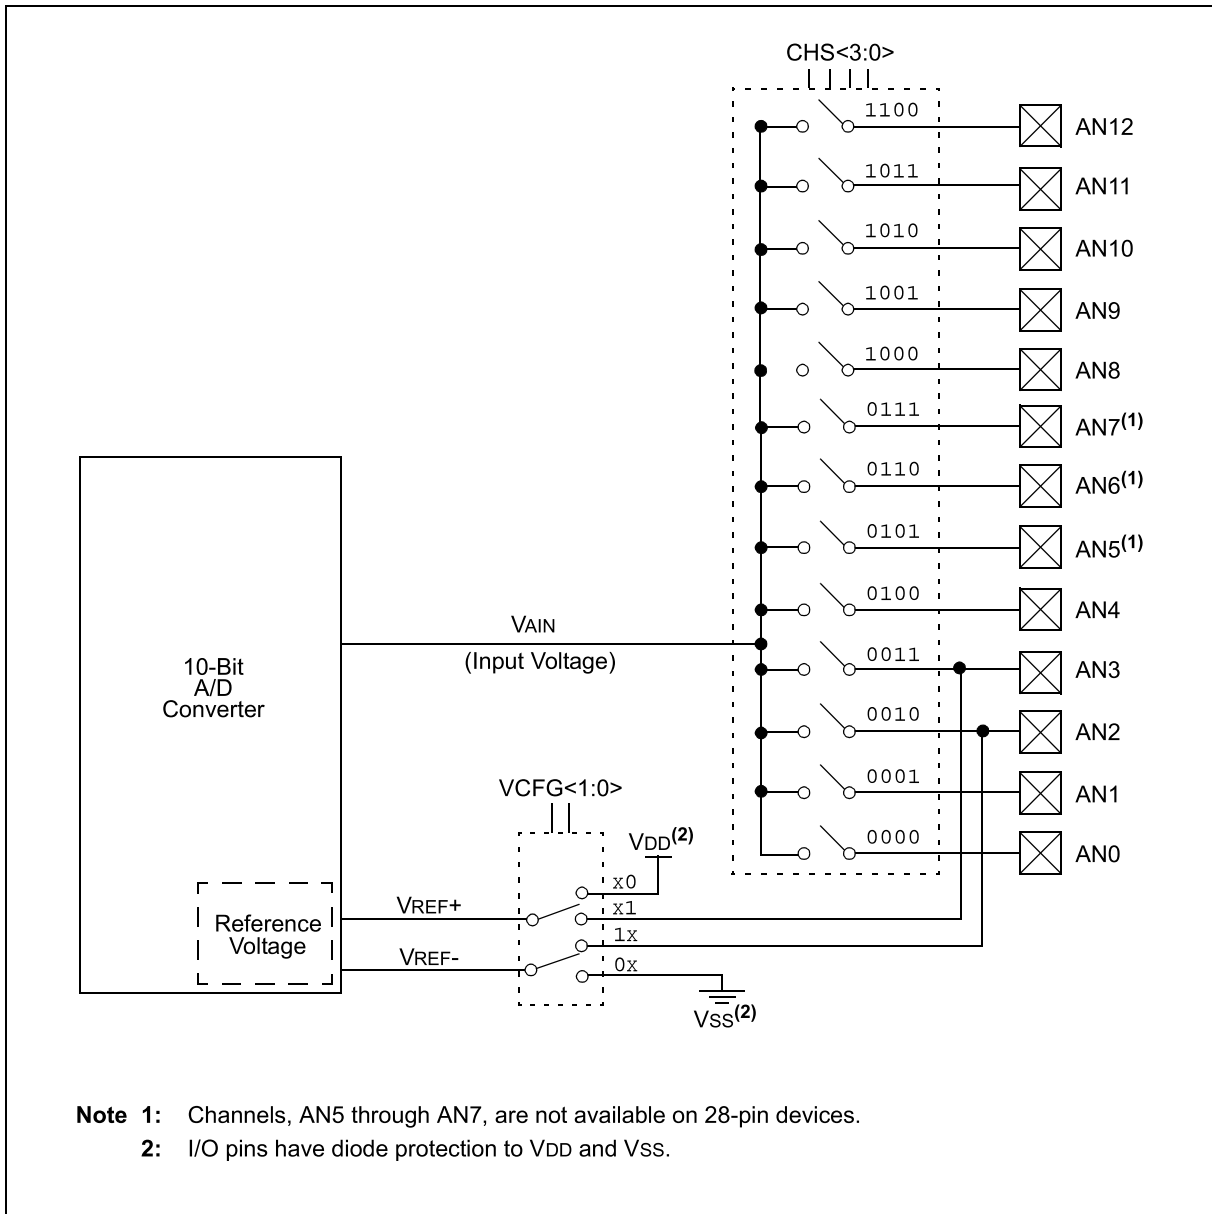 CHS<3:0>
1100
AN12
1011
AN11
1010
AN10
1001
AN9
1000
AN8
0111
AN7(1)
0110
AN6(1)
0101
AN5(1)
0100
AN4
VAIN
(Input Voltage)
10-Bit
A/D
Converter
0011
AN3
0010
AN2
0001
AN1
0000
AN0
VCFG<1:0>
VDD(2)
x0
x1
1x
0x
VREF+
VREF-
Reference
Voltage
VSS(2)
Note 1: Channels, AN5 through AN7, are not available on 28-pin devices.
2: I/O pins have diode protection to VDD and VSS.